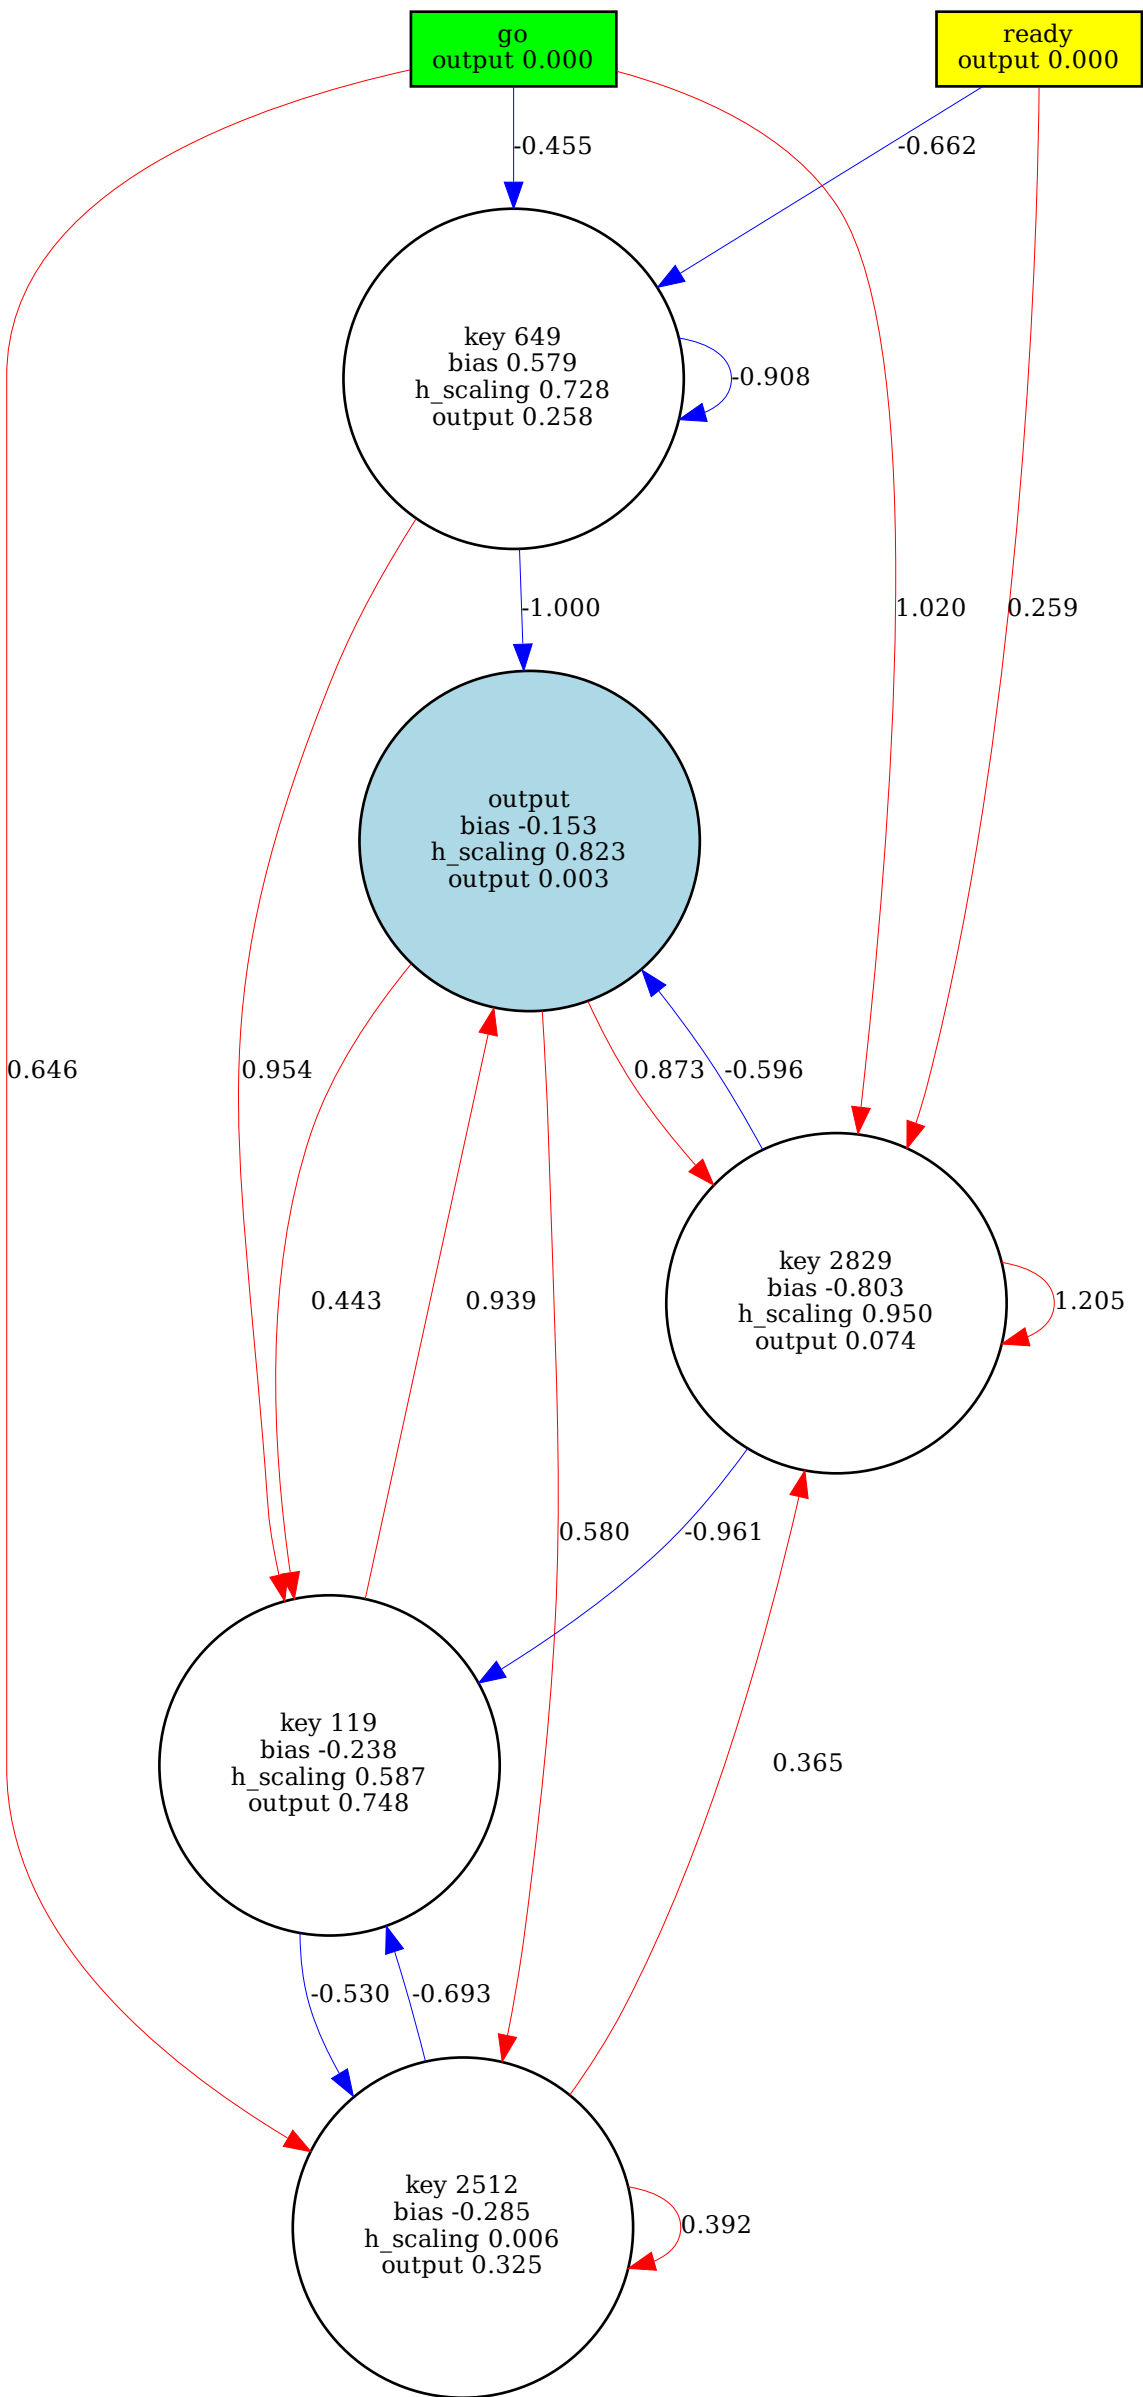 go
output 0.000
ready
output 0.000
-0.455
-0.662
key 649
bias 0.579
h_scaling 0.728
output 0.258
-0.908
-1.000
1.020
0.259
output
bias -0.153
h_scaling 0.823
output 0.003
0.646
0.954
0.873
-0.596
key 2829
bias -0.803
h_scaling 0.950
output 0.074
0.443
0.939
1.205
0.580
-0.961
key 119
bias -0.238
h_scaling 0.587
output 0.748
0.365
-0.530
-0.693
key 2512
bias -0.285
h_scaling 0.006
output 0.325
0.392